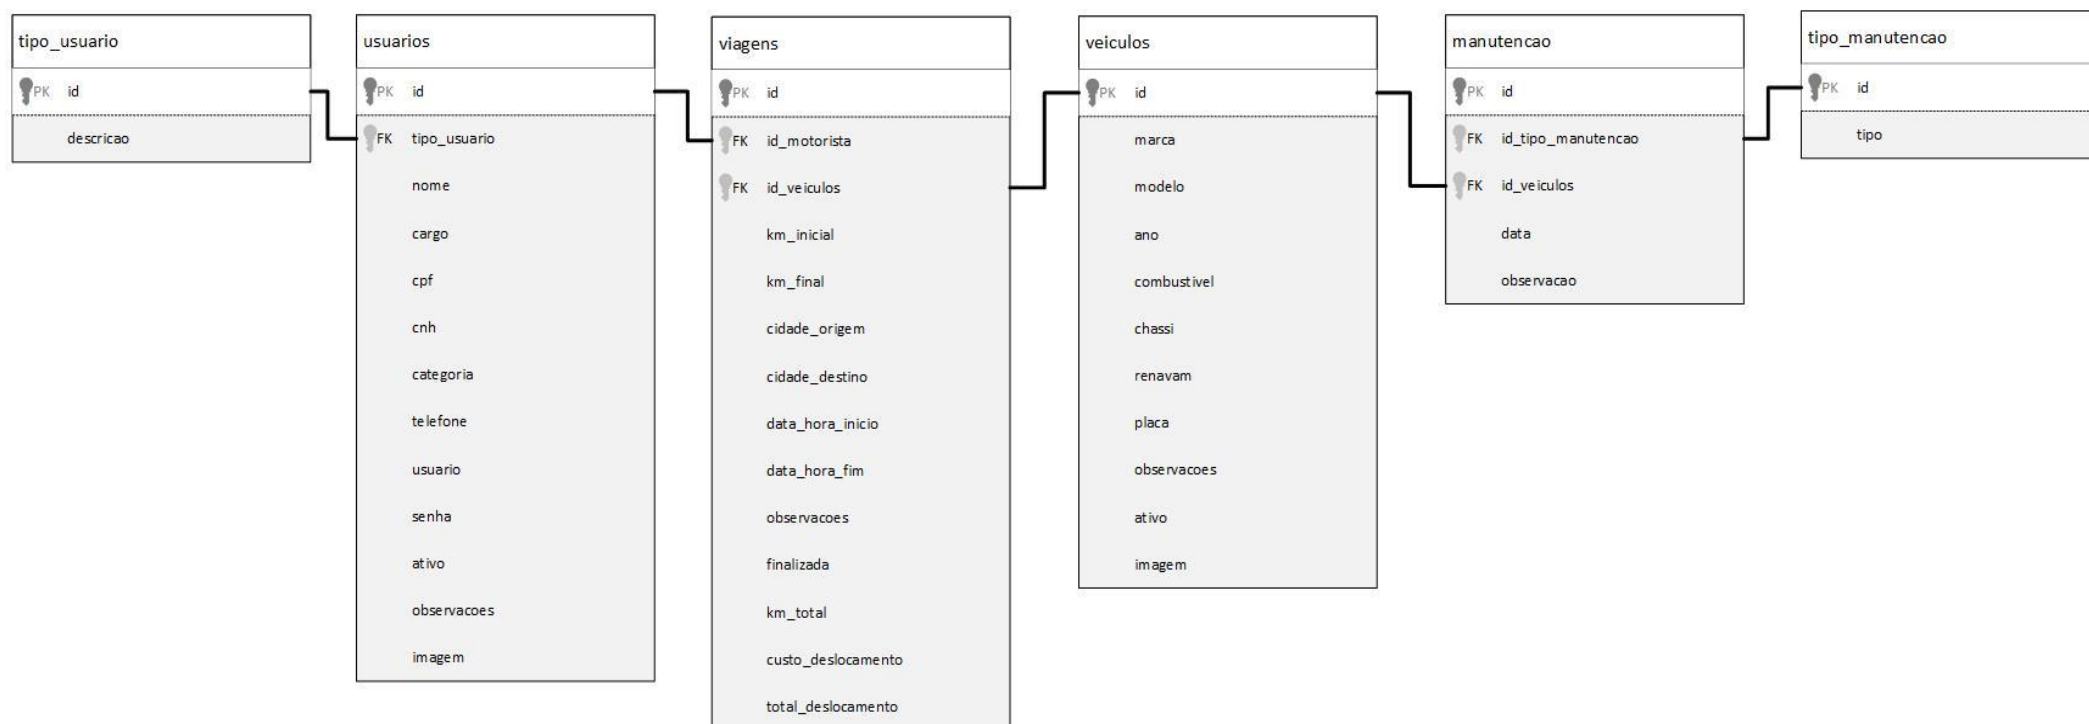 tipo_usuario
PK id
descricao
usuarios
PK id
FK tipo_usuario
nome
cargo
cpf
cnh
categoria
telefone
usuario
senha
ativo
observacoes
imagem
viagens
PK id
FK id_motorista
FK id_veiculos
km_inicial
km_final
cidade_origem
cidade_destino
data_hora_inicio
data_hora_fim
observacoes
finalizada
km_total
custo_deslocamento
total_deslocamento
veiculos
PK id
marca
modelo
ano
combustivel
chassi
renavam
placa
observacoes
ativo
imagem
manutencao
PK id
FK id_tipo_manutencao
FK id_veiculos
data
observacao
tipo_manutencao
PK id
tipo